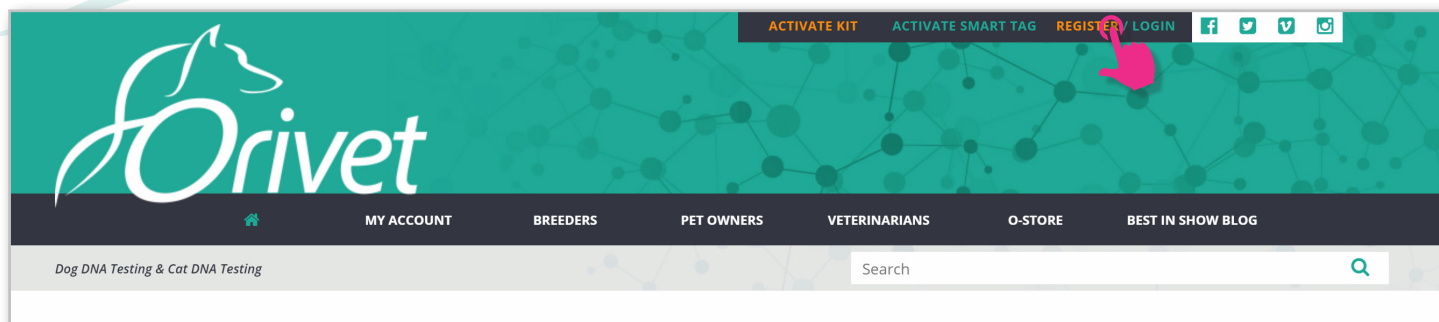 ACTIVATE KIT ACTIVATE SMART TAG REGISTER / LOGIN
Orivet
MY ACCOUNT BREEDERS PET OWNERS VETERINARIANS O-STORE BEST IN SHOW BLOG
Dog DNA Testing & Cat DNA Testing Search